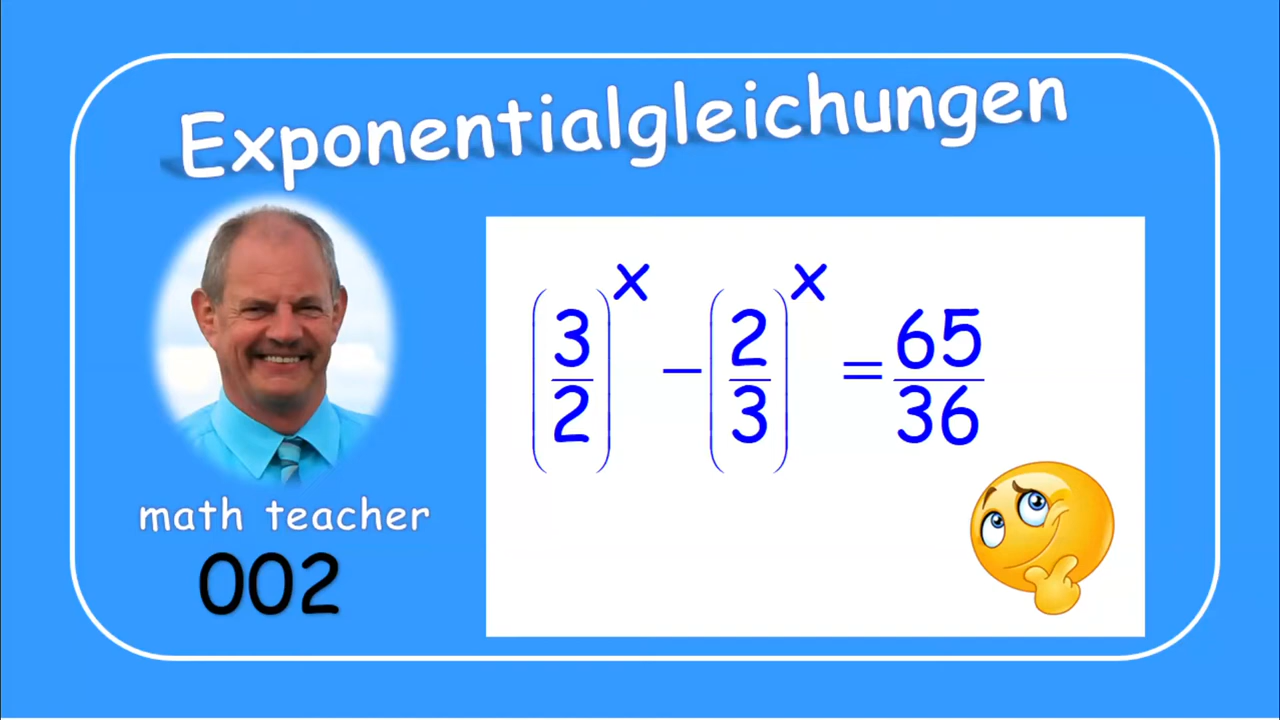 Exponentialgleichungen
(3/2)^x − (2/3)^x = 65/36
math teacher
002